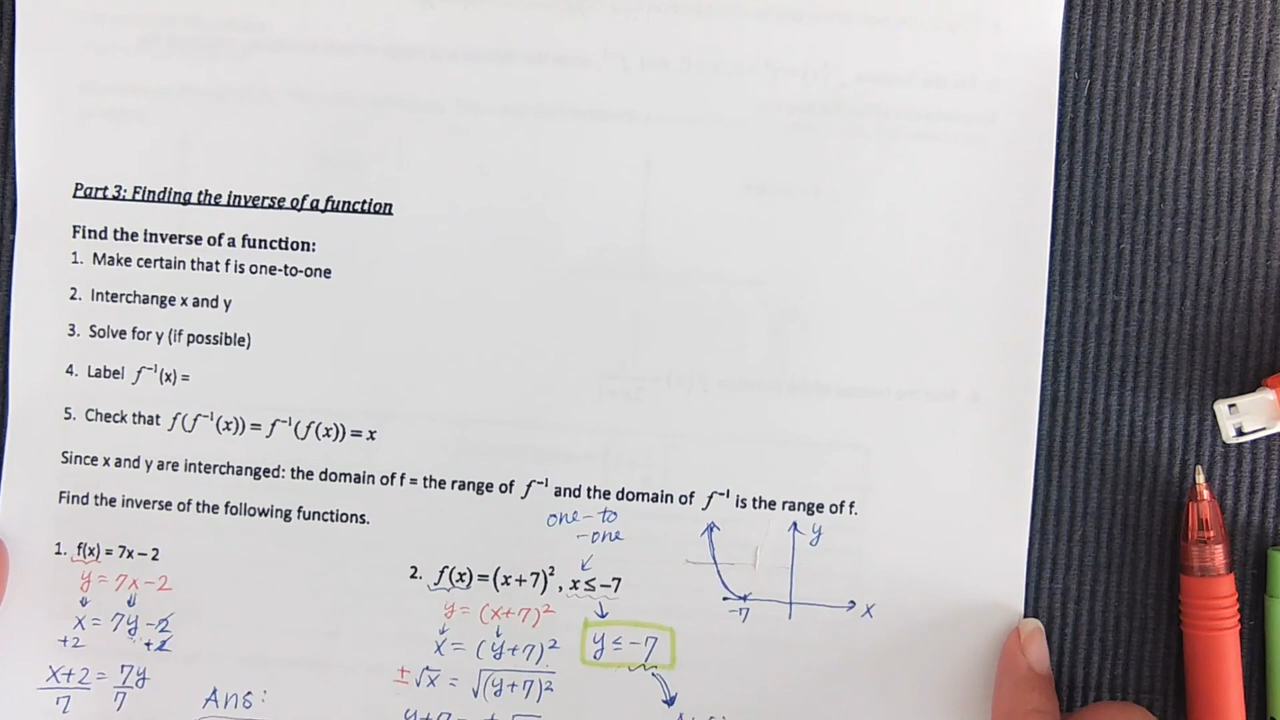 Part 3: Finding the inverse of a function
Find the inverse of a function:
1. Make certain that f is one-to-one
2. Interchange x and y
3. Solve for y (if possible)
4. Label f⁻¹(x) =
5. Check that f(f⁻¹(x)) = f⁻¹(f(x)) = x
Since x and y are interchanged: the domain of f = the range of f⁻¹ and the domain of f⁻¹ is the range of f.
Find the inverse of the following functions.
1. f(x) = 7x – 2
y = 7x - 2
x = 7y - 2
+2 +2
x+2 = 7y
7 7
Ans:
one-to
-one
2. f(x) = (x+7)², x ≤ -7
y = (x+7)²
x = (y+7)²
y ≤ -7
±√x = √(y+7)²
y
-7
x